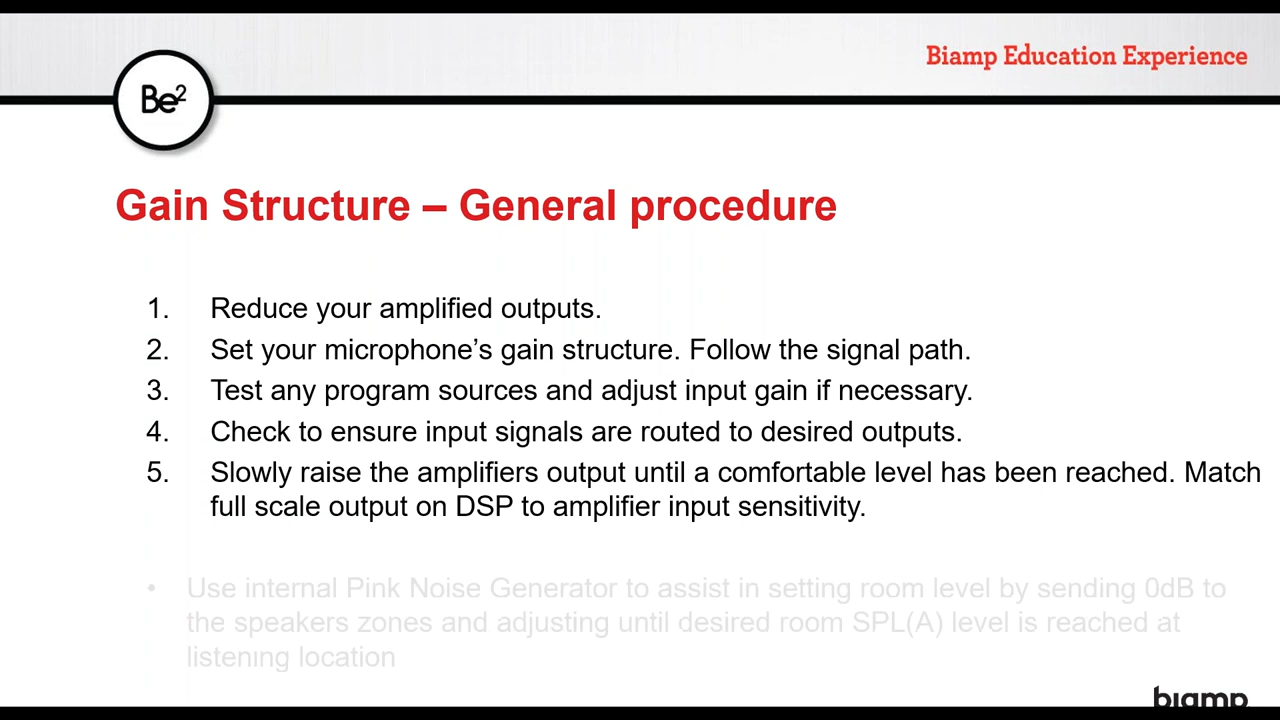 Biamp Education Experience
Be²
Gain Structure – General procedure
1. Reduce your amplified outputs.
2. Set your microphone’s gain structure. Follow the signal path.
3. Test any program sources and adjust input gain if necessary.
4. Check to ensure input signals are routed to desired outputs.
5. Slowly raise the amplifiers output until a comfortable level has been reached. Match
full scale output on DSP to amplifier input sensitivity.
• Use internal Pink Noise Generator to assist in setting room level by sending 0dB to
the speakers zones and adjusting until desired room SPL(A) level is reached at
listening location
biamp